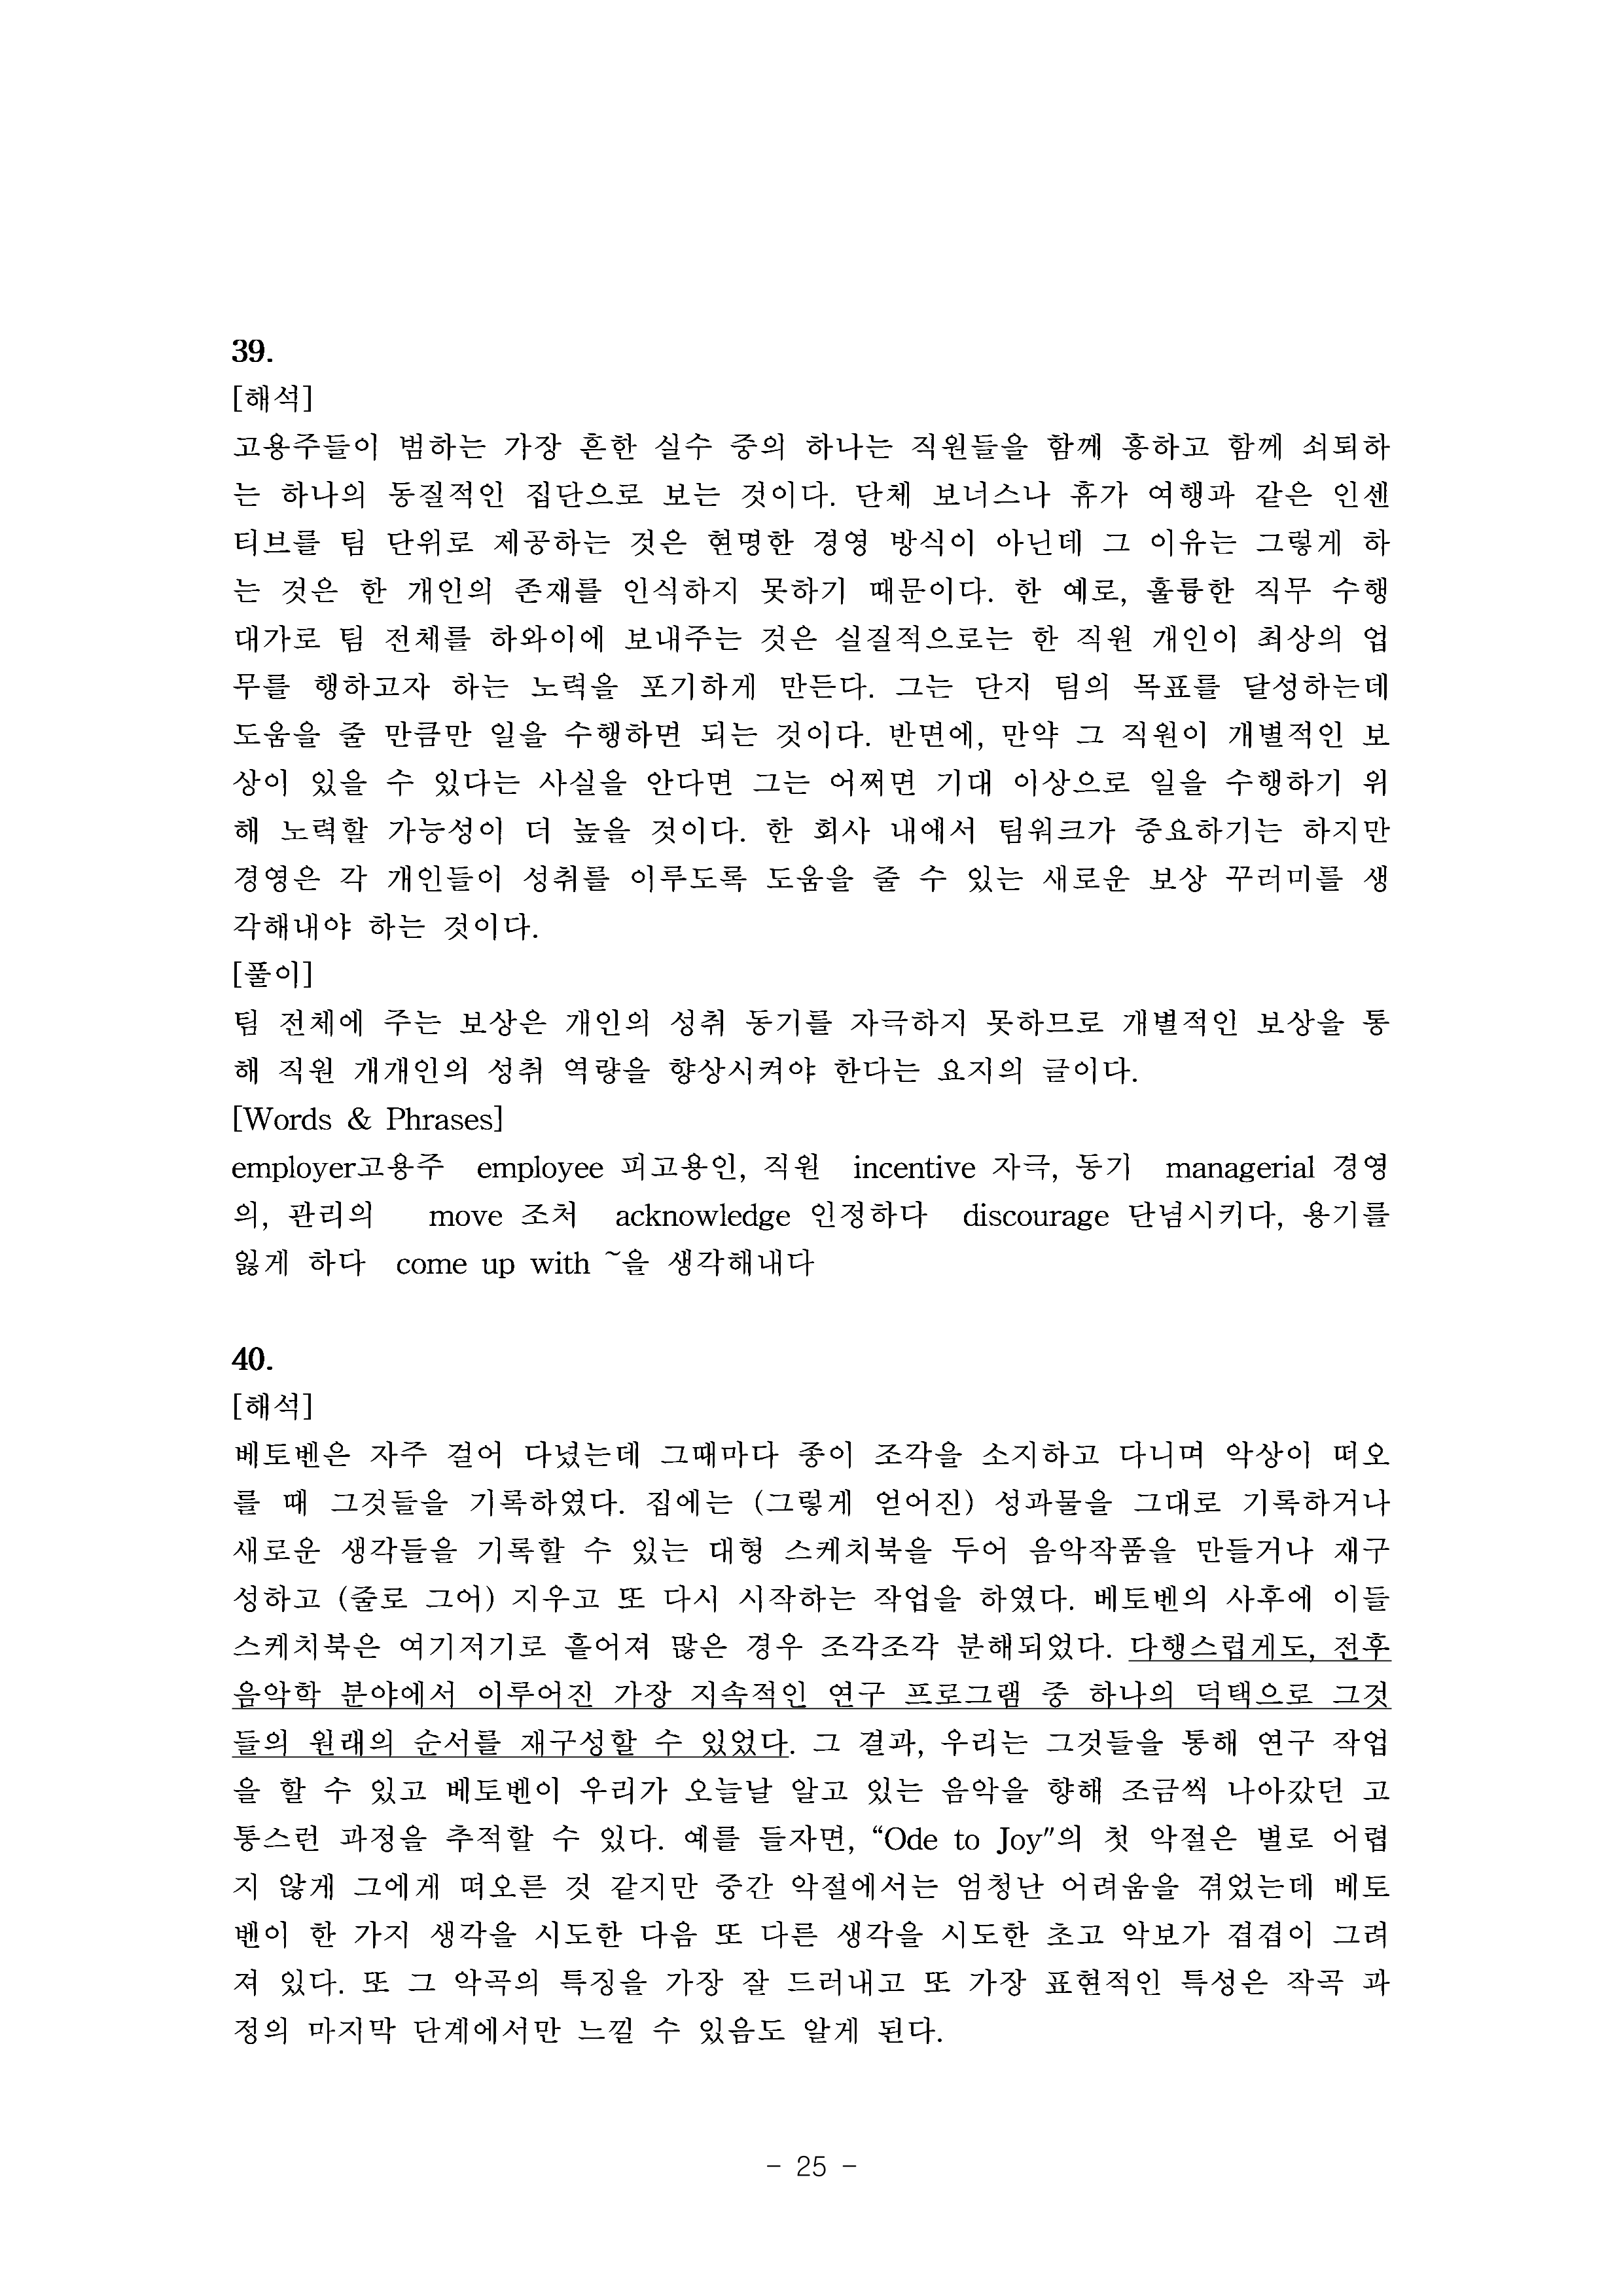 39.
[해석]
고용주들이 범하는 가장 흔한 실수 중의 하나는 직원들을 함께 흥하고 함께 쇠퇴하
는 하나의 동질적인 집단으로 보는 것이다. 단체 보너스나 휴가 여행과 같은 인센
티브를 팀 단위로 제공하는 것은 현명한 경영 방식이 아닌데 그 이유는 그렇게 하
는 것은 한 개인의 존재를 인식하지 못하기 때문이다. 한 예로, 훌륭한 직무 수행
대가로 팀 전체를 하와이에 보내주는 것은 실질적으로는 한 직원 개인이 최상의 업
무를 행하고자 하는 노력을 포기하게 만든다. 그는 단지 팀의 목표를 달성하는데
도움을 줄 만큼만 일을 수행하면 되는 것이다. 반면에, 만약 그 직원이 개별적인 보
상이 있을 수 있다는 사실을 안다면 그는 어쩌면 기대 이상으로 일을 수행하기 위
해 노력할 가능성이 더 높을 것이다. 한 회사 내에서 팀워크가 중요하기는 하지만
경영은 각 개인들이 성취를 이루도록 도움을 줄 수 있는 새로운 보상 꾸러미를 생
각해내야 하는 것이다.
[풀이]
팀 전체에 주는 보상은 개인의 성취 동기를 자극하지 못하므로 개별적인 보상을 통
해 직원 개개인의 성취 역량을 향상시켜야 한다는 요지의 글이다.
[Words & Phrases]
employer고용주 employee 피고용인, 직원 incentive 자극, 동기 managerial 경영
의, 관리의 move 조처 acknowledge 인정하다 discourage 단념시키다, 용기를
잃게 하다 come up with ~을 생각해내다
40.
[해석]
베토벤은 자주 걸어 다녔는데 그때마다 종이 조각을 소지하고 다니며 악상이 떠오
를 때 그것들을 기록하였다. 집에는 (그렇게 얻어진) 성과물을 그대로 기록하거나
새로운 생각들을 기록할 수 있는 대형 스케치북을 두어 음악작품을 만들거나 재구
성하고 (줄로 그어) 지우고 또 다시 시작하는 작업을 하였다. 베토벤의 사후에 이들
스케치북은 여기저기로 흩어져 많은 경우 조각조각 분해되었다. 다행스럽게도, 전후
음악학 분야에서 이루어진 가장 지속적인 연구 프로그램 중 하나의 덕택으로 그것
들의 원래의 순서를 재구성할 수 있었다. 그 결과, 우리는 그것들을 통해 연구 작업
을 할 수 있고 베토벤이 우리가 오늘날 알고 있는 음악을 향해 조금씩 나아갔던 고
통스런 과정을 추적할 수 있다. 예를 들자면, “Ode to Joy"의 첫 악절은 별로 어렵
지 않게 그에게 떠오른 것 같지만 중간 악절에서는 엄청난 어려움을 겪었는데 베토
벤이 한 가지 생각을 시도한 다음 또 다른 생각을 시도한 초고 악보가 겹겹이 그려
져 있다. 또 그 악곡의 특징을 가장 잘 드러내고 또 가장 표현적인 특성은 작곡 과
정의 마지막 단계에서만 느낄 수 있음도 알게 된다.
- 25 -